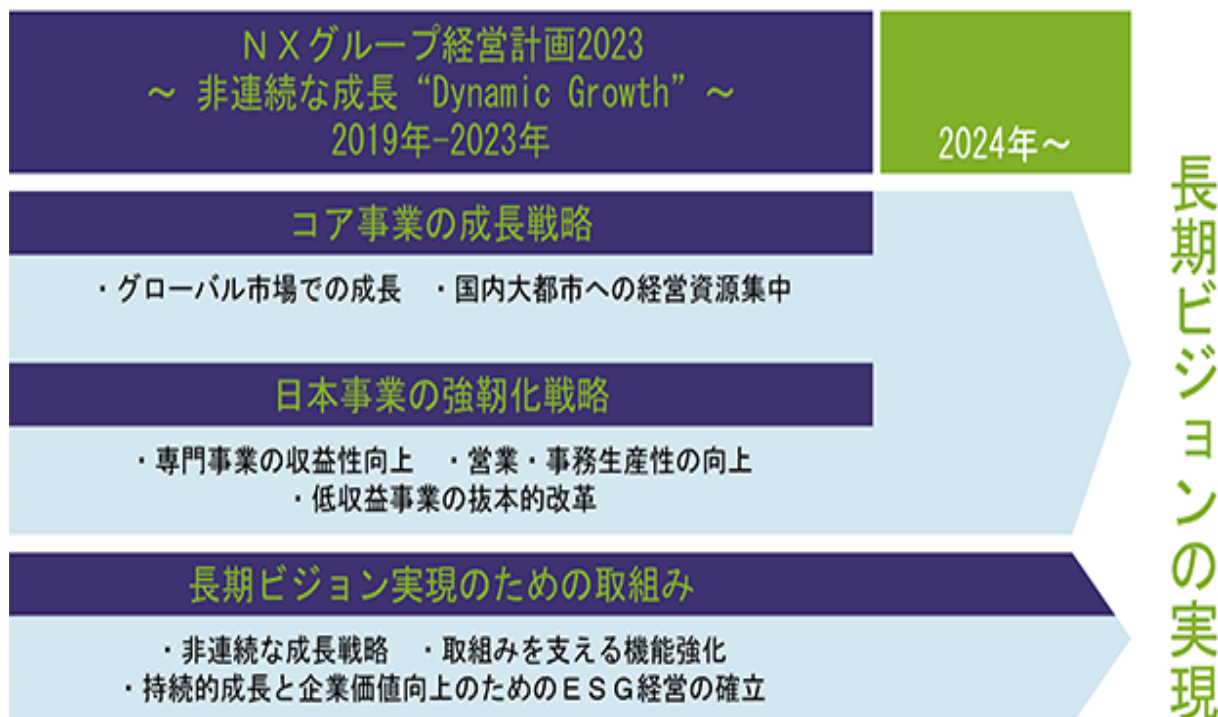 ＮＸグループ経営計画2023
～ 非連続な成長 “Dynamic Growth” ～
2019年-2023年
2024年～
コア事業の成長戦略
・グローバル市場での成長　・国内大都市への経営資源集中
日本事業の強靭化戦略
・専門事業の収益性向上　・営業・事務生産性の向上
・低収益事業の抜本的改革
長期ビジョン実現のための取組み
・非連続な成長戦略　・取組みを支える機能強化
・持続的成長と企業価値向上のためのＥＳＧ経営の確立
長期ビジョンの実現